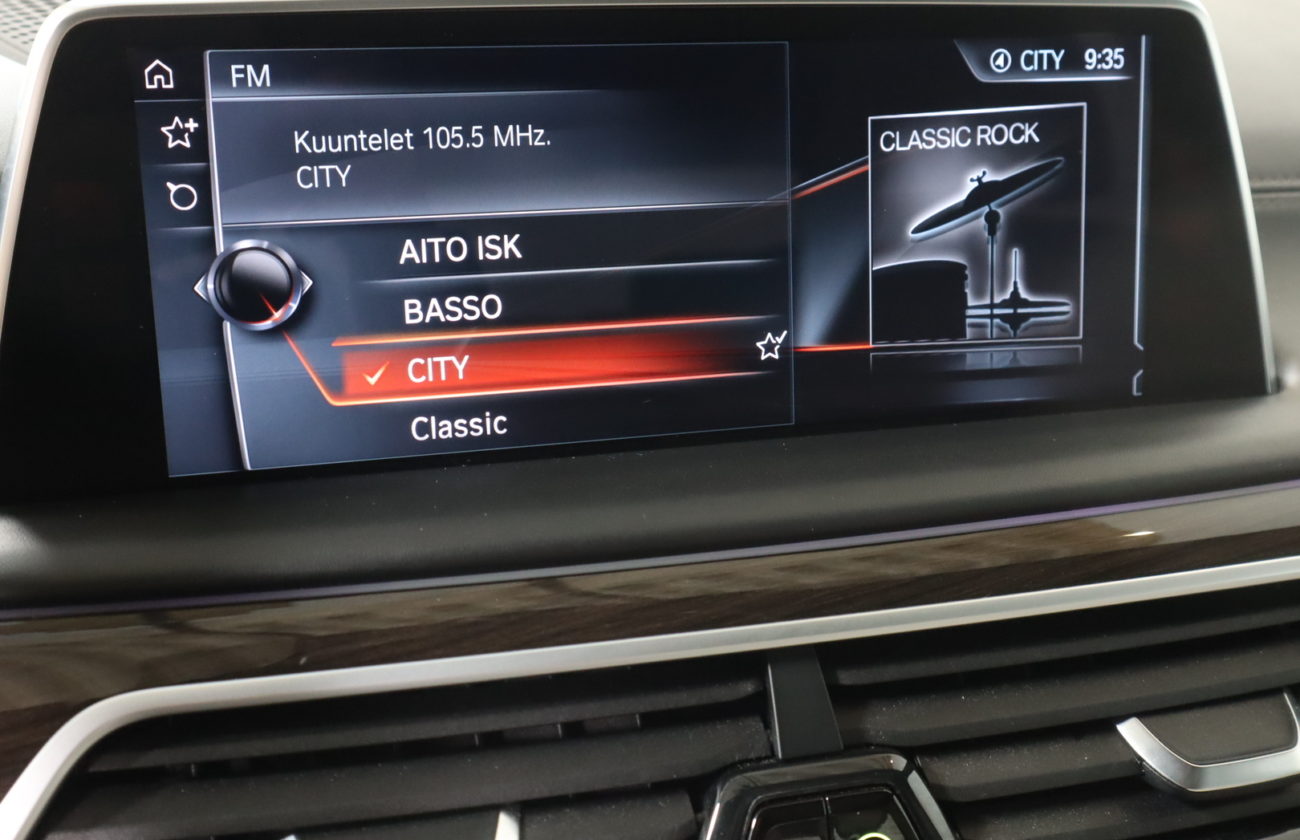 FM
CITY 9:35
Kuuntelet 105.5 MHz.
CITY
AITO ISK
BASSO
CITY
Classic
CLASSIC ROCK